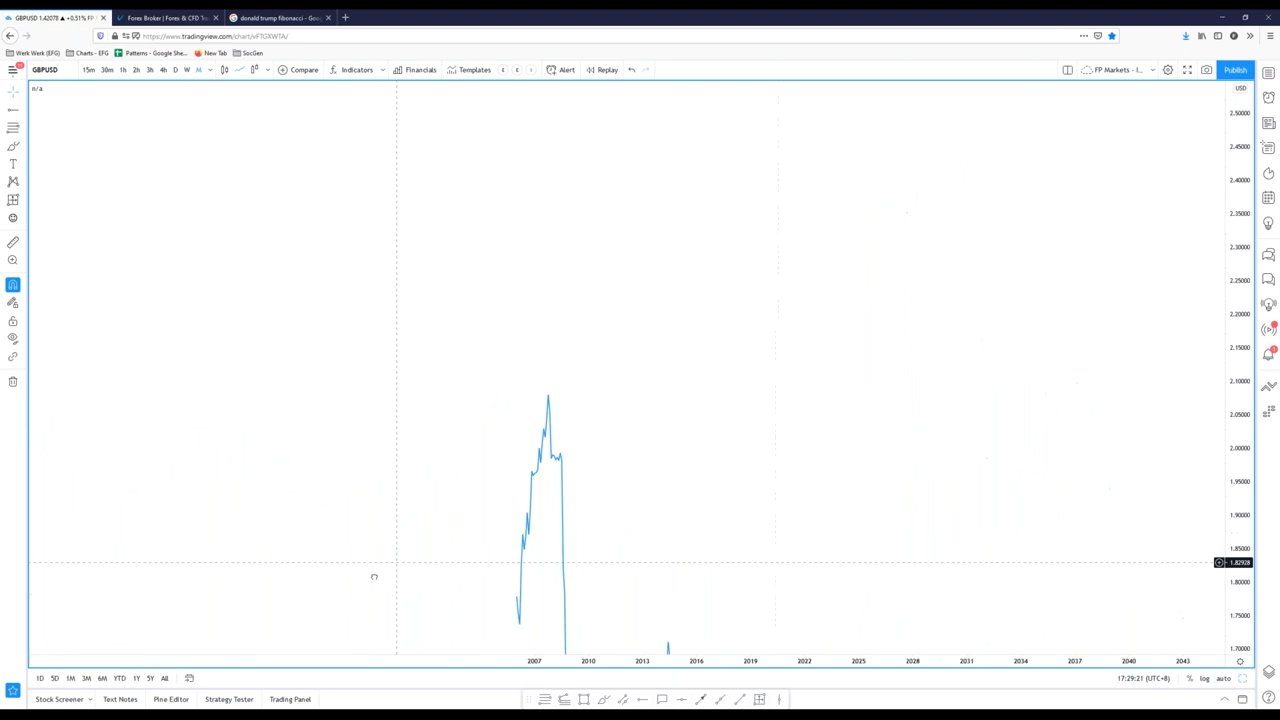 GBPUSD 1.42078 ▲ +0.51% FP
Forex Broker | Forex & CFD Tra
donald trump fibonacci - Goo
https://www.tradingview.com/chart/vFTGXWTA/
Werk Werk (EFG) Charts - EFG Patterns - Google She... New Tab SocGen
GBPUSD 15m 30m 1h 2h 3h 4h D W M Compare Indicators Financials Templates Alert Replay FP Markets - I... Publish
n/a
USD
2.50000
2.45000
2.40000
2.35000
2.30000
2.25000
2.20000
2.15000
2.10000
2.05000
2.00000
1.95000
1.90000
1.85000
1.82928
1.80000
1.75000
1.70000
2007 2010 2013 2016 2019 2022 2025 2028 2031 2034 2037 2040 2043
1D 5D 1M 3M 6M YTD 1Y 5Y All 17:29:21 (UTC+8) % log auto
Stock Screener Text Notes Pine Editor Strategy Tester Trading Panel